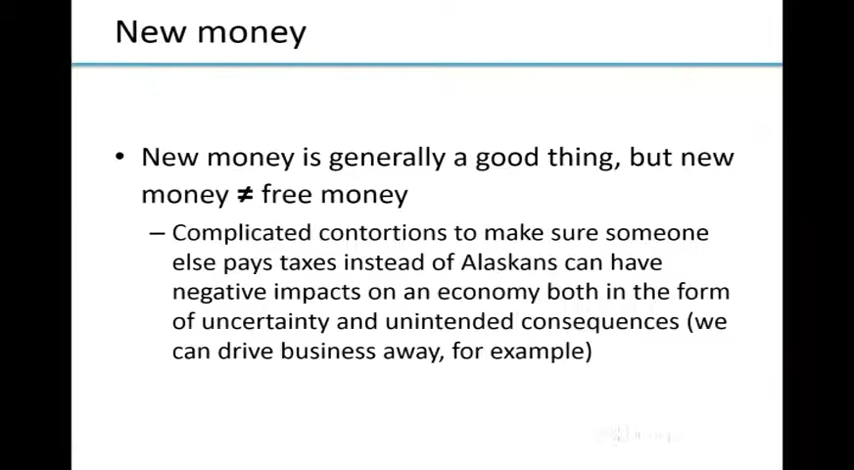 New money
• New money is generally a good thing, but new
money ≠ free money
– Complicated contortions to make sure someone
else pays taxes instead of Alaskans can have
negative impacts on an economy both in the form
of uncertainty and unintended consequences (we
can drive business away, for example)